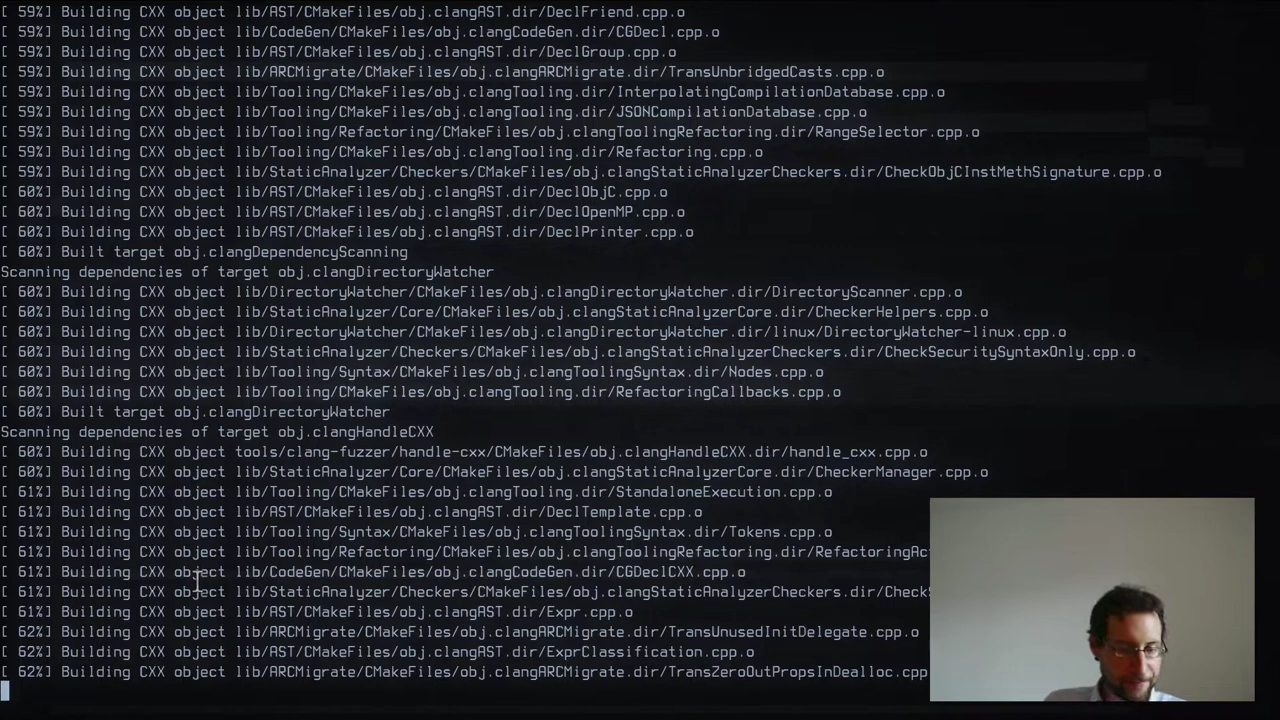 [ 59%] Building CXX object lib/AST/CMakeFiles/obj.clangAST.dir/DeclFriend.cpp.o
[ 59%] Building CXX object lib/CodeGen/CMakeFiles/obj.clangCodeGen.dir/CGDecl.cpp.o
[ 59%] Building CXX object lib/AST/CMakeFiles/obj.clangAST.dir/DeclGroup.cpp.o
[ 59%] Building CXX object lib/ARCMigrate/CMakeFiles/obj.clangARCMigrate.dir/TransUnbridgedCasts.cpp.o
[ 59%] Building CXX object lib/Tooling/CMakeFiles/obj.clangTooling.dir/InterpolatingCompilationDatabase.cpp.o
[ 59%] Building CXX object lib/Tooling/CMakeFiles/obj.clangTooling.dir/JSONCompilationDatabase.cpp.o
[ 59%] Building CXX object lib/Tooling/Refactoring/CMakeFiles/obj.clangToolingRefactoring.dir/RangeSelector.cpp.o
[ 59%] Building CXX object lib/Tooling/CMakeFiles/obj.clangTooling.dir/Refactoring.cpp.o
[ 59%] Building CXX object lib/StaticAnalyzer/Checkers/CMakeFiles/obj.clangStaticAnalyzerCheckers.dir/CheckObjCInstMethSignature.cpp.o
[ 60%] Building CXX object lib/AST/CMakeFiles/obj.clangAST.dir/DeclObjC.cpp.o
[ 60%] Building CXX object lib/AST/CMakeFiles/obj.clangAST.dir/DeclOpenMP.cpp.o
[ 60%] Building CXX object lib/AST/CMakeFiles/obj.clangAST.dir/DeclPrinter.cpp.o
[ 60%] Built target obj.clangDependencyScanning
Scanning dependencies of target obj.clangDirectoryWatcher
[ 60%] Building CXX object lib/DirectoryWatcher/CMakeFiles/obj.clangDirectoryWatcher.dir/DirectoryScanner.cpp.o
[ 60%] Building CXX object lib/StaticAnalyzer/Core/CMakeFiles/obj.clangStaticAnalyzerCore.dir/CheckerHelpers.cpp.o
[ 60%] Building CXX object lib/DirectoryWatcher/CMakeFiles/obj.clangDirectoryWatcher.dir/linux/DirectoryWatcher-linux.cpp.o
[ 60%] Building CXX object lib/StaticAnalyzer/Checkers/CMakeFiles/obj.clangStaticAnalyzerCheckers.dir/CheckSecuritySyntaxOnly.cpp.o
[ 60%] Building CXX object lib/Tooling/Syntax/CMakeFiles/obj.clangToolingSyntax.dir/Nodes.cpp.o
[ 60%] Building CXX object lib/Tooling/CMakeFiles/obj.clangTooling.dir/RefactoringCallbacks.cpp.o
[ 60%] Built target obj.clangDirectoryWatcher
Scanning dependencies of target obj.clangHandleCXX
[ 60%] Building CXX object tools/clang-fuzzer/handle-cxx/CMakeFiles/obj.clangHandleCXX.dir/handle_cxx.cpp.o
[ 60%] Building CXX object lib/StaticAnalyzer/Core/CMakeFiles/obj.clangStaticAnalyzerCore.dir/CheckerManager.cpp.o
[ 61%] Building CXX object lib/Tooling/CMakeFiles/obj.clangTooling.dir/StandaloneExecution.cpp.o
[ 61%] Building CXX object lib/AST/CMakeFiles/obj.clangAST.dir/DeclTemplate.cpp.o
[ 61%] Building CXX object lib/Tooling/Syntax/CMakeFiles/obj.clangToolingSyntax.dir/Tokens.cpp.o
[ 61%] Building CXX object lib/Tooling/Refactoring/CMakeFiles/obj.clangToolingRefactoring.dir/RefactoringAc
[ 61%] Building CXX object lib/CodeGen/CMakeFiles/obj.clangCodeGen.dir/CGDeclCXX.cpp.o
[ 61%] Building CXX object lib/StaticAnalyzer/Checkers/CMakeFiles/obj.clangStaticAnalyzerCheckers.dir/CheckS
[ 61%] Building CXX object lib/AST/CMakeFiles/obj.clangAST.dir/Expr.cpp.o
[ 62%] Building CXX object lib/ARCMigrate/CMakeFiles/obj.clangARCMigrate.dir/TransUnusedInitDelegate.cpp.o
[ 62%] Building CXX object lib/AST/CMakeFiles/obj.clangAST.dir/ExprClassification.cpp.o
[ 62%] Building CXX object lib/ARCMigrate/CMakeFiles/obj.clangARCMigrate.dir/TransZeroOutPropsInDealloc.cpp